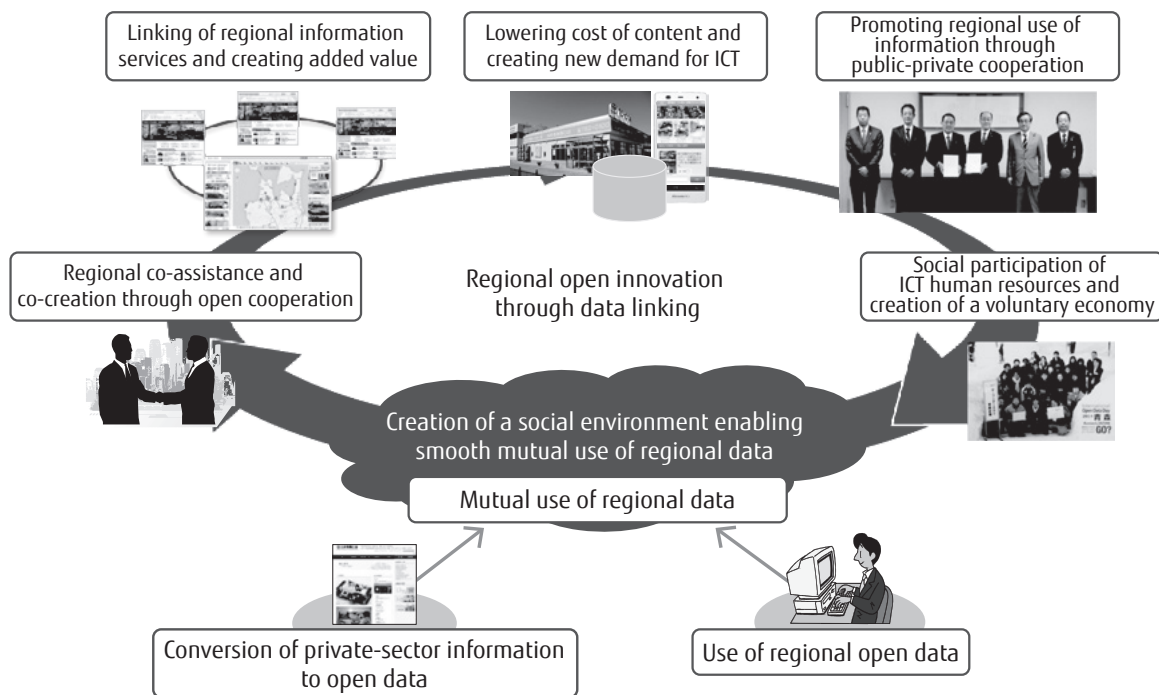 Linking of regional information
services and creating added value
Lowering cost of content and
creating new demand for ICT
Promoting regional use of
information through
public-private cooperation
Regional co-assistance and
co-creation through open cooperation
Regional open innovation
through data linking
Social participation of
ICT human resources and
creation of a voluntary economy
青森
GO?
Creation of a social environment enabling
smooth mutual use of regional data
Mutual use of regional data
Conversion of private-sector information
to open data
Use of regional open data